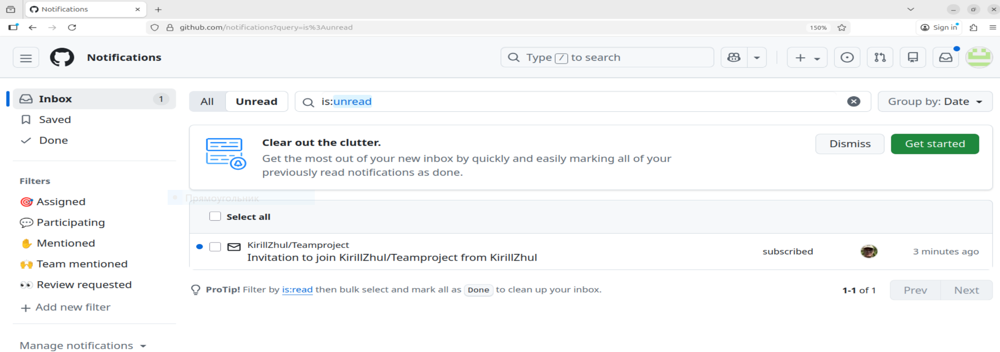 Notifications
github.com/notifications?query=is%3Aunread
150%
Sign in
Notifications
Type / to search
Inbox 1
Saved
Done
Filters
Assigned
Participating
Mentioned
Team mentioned
Review requested
Add new filter
Manage notifications
All Unread is:unread Group by: Date
Clear out the clutter.
Get the most out of your new inbox by quickly and easily marking all of your
previously read notifications as done.
Dismiss Get started
Прямоугольник
Select all
KirillZhul/Teamproject
Invitation to join KirillZhul/Teamproject from KirillZhul
subscribed 3 minutes ago
ProTip! Filter by is:read then bulk select and mark all as Done to clean up your inbox.
1-1 of 1 Prev Next